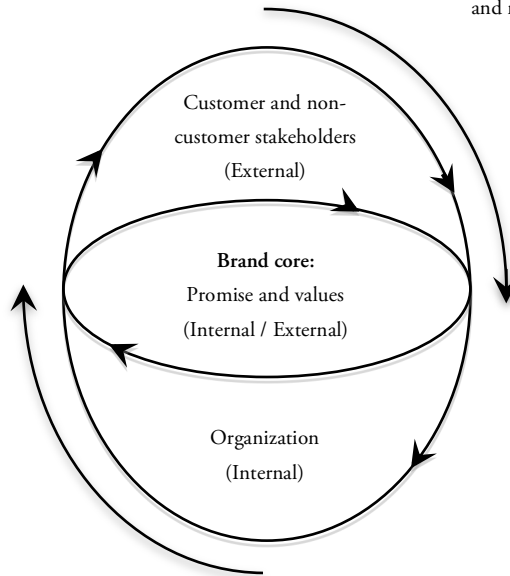 and
Customer and non-
customer stakeholders
(External)
Brand core:
Promise and values
(Internal / External)
Organization
(Internal)